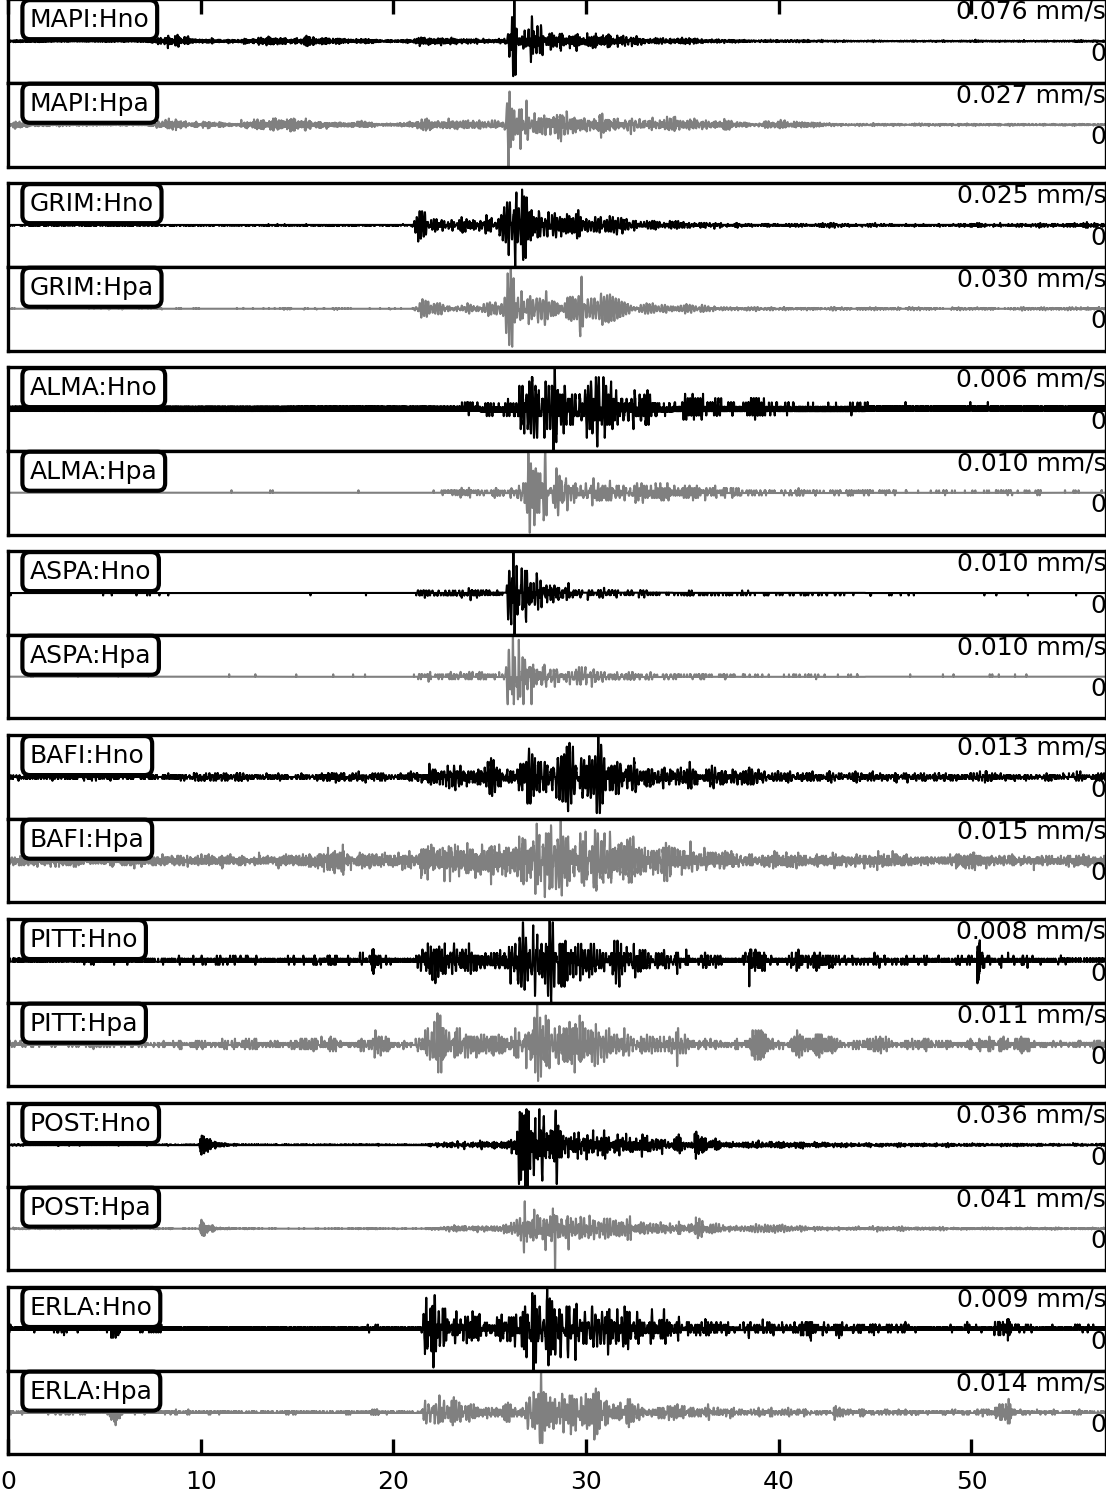 MAPI:Hno 0.076 mm/s
0
MAPI:Hpa 0.027 mm/s
0
GRIM:Hno 0.025 mm/s
0
GRIM:Hpa 0.030 mm/s
0
ALMA:Hno 0.006 mm/s
0
ALMA:Hpa 0.010 mm/s
0
ASPA:Hno 0.010 mm/s
0
ASPA:Hpa 0.010 mm/s
0
BAFI:Hno 0.013 mm/s
0
BAFI:Hpa 0.015 mm/s
0
PITT:Hno 0.008 mm/s
0
PITT:Hpa 0.011 mm/s
0
POST:Hno 0.036 mm/s
0
POST:Hpa 0.041 mm/s
0
ERLA:Hno 0.009 mm/s
0
ERLA:Hpa 0.014 mm/s
0
0 10 20 30 40 50